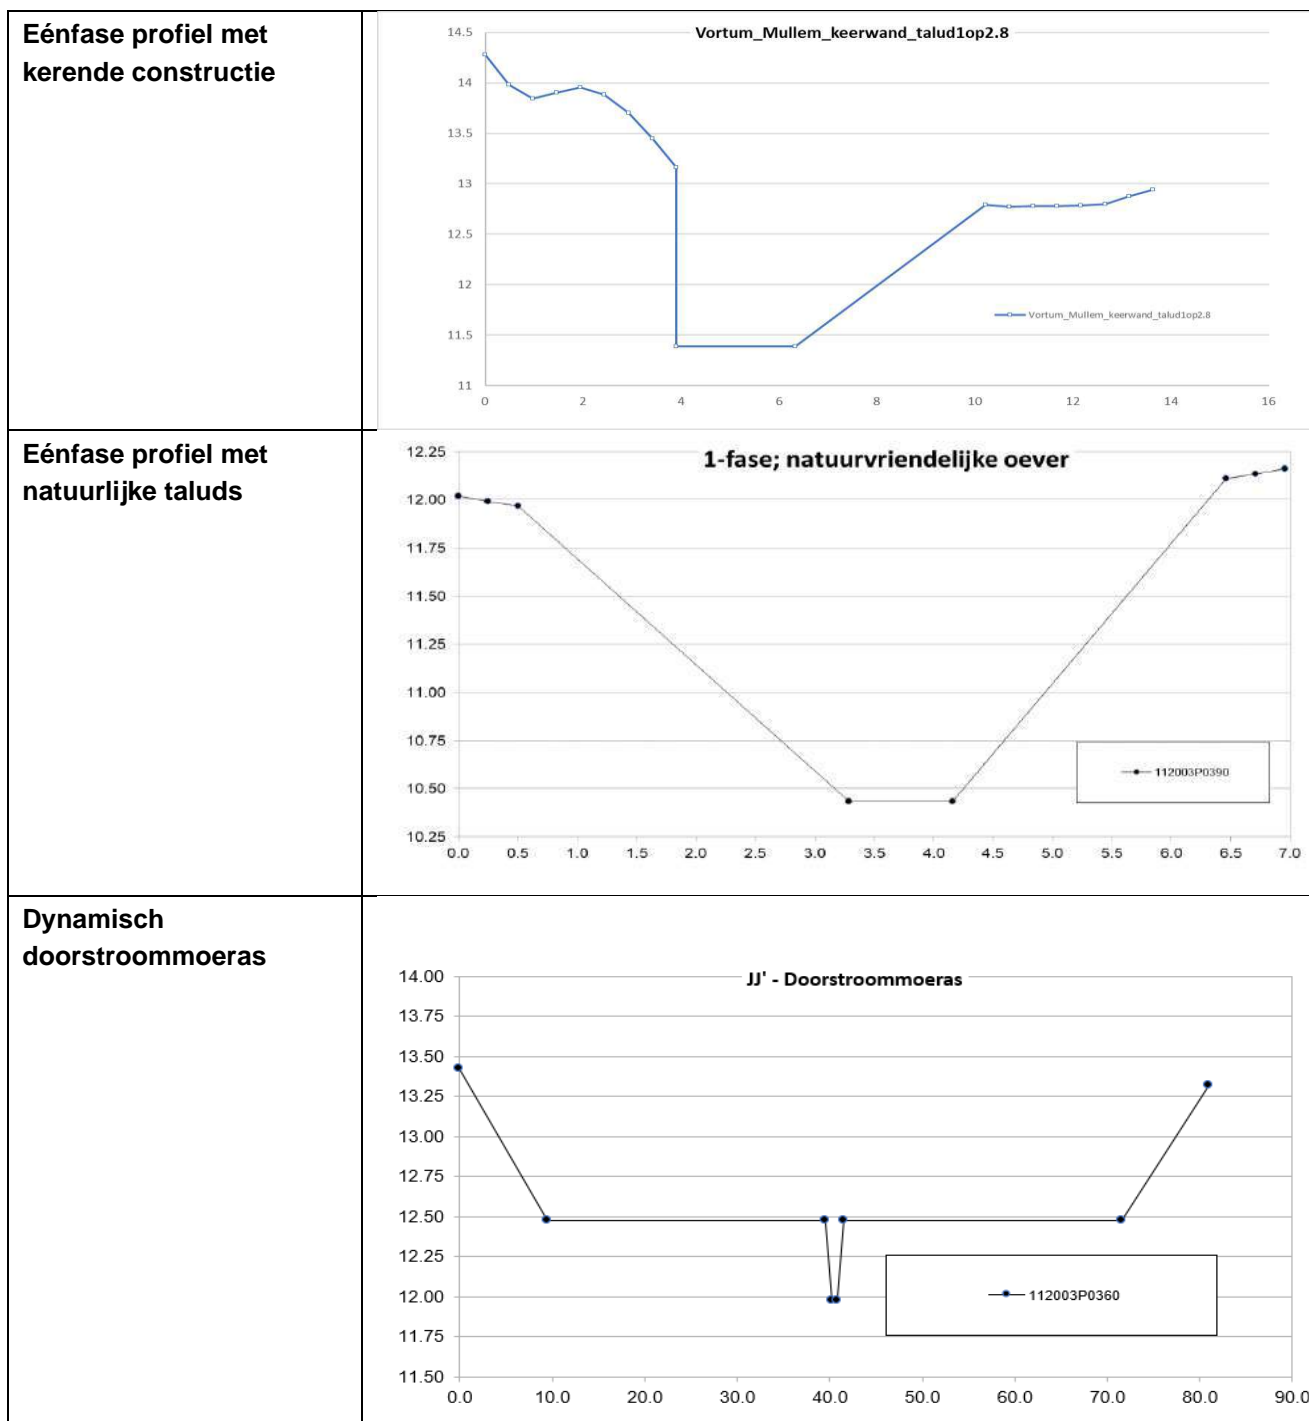 Eénfase profiel met
kerende constructie
Vortum_Mullem_keerwand_talud1op2.8
14.5
14
13.5
13
12.5
12
11.5
11
0 2 4 6 8 10 12 14 16
Vortum_Mullem_keerwand_talud1op2.8
Eénfase profiel met
natuurlijke taluds
1-fase; natuurvriendelijke oever
12.25
12.00
11.75
11.50
11.25
11.00
10.75
10.50
10.25
0.0 0.5 1.0 1.5 2.0 2.5 3.0 3.5 4.0 4.5 5.0 5.5 6.0 6.5 7.0
112003P0390
Dynamisch
doorstroommoeras
JJ' - Doorstroommoeras
14.00
13.75
13.50
13.25
13.00
12.75
12.50
12.25
12.00
11.75
11.50
0.0 10.0 20.0 30.0 40.0 50.0 60.0 70.0 80.0 90.0
112003P0360